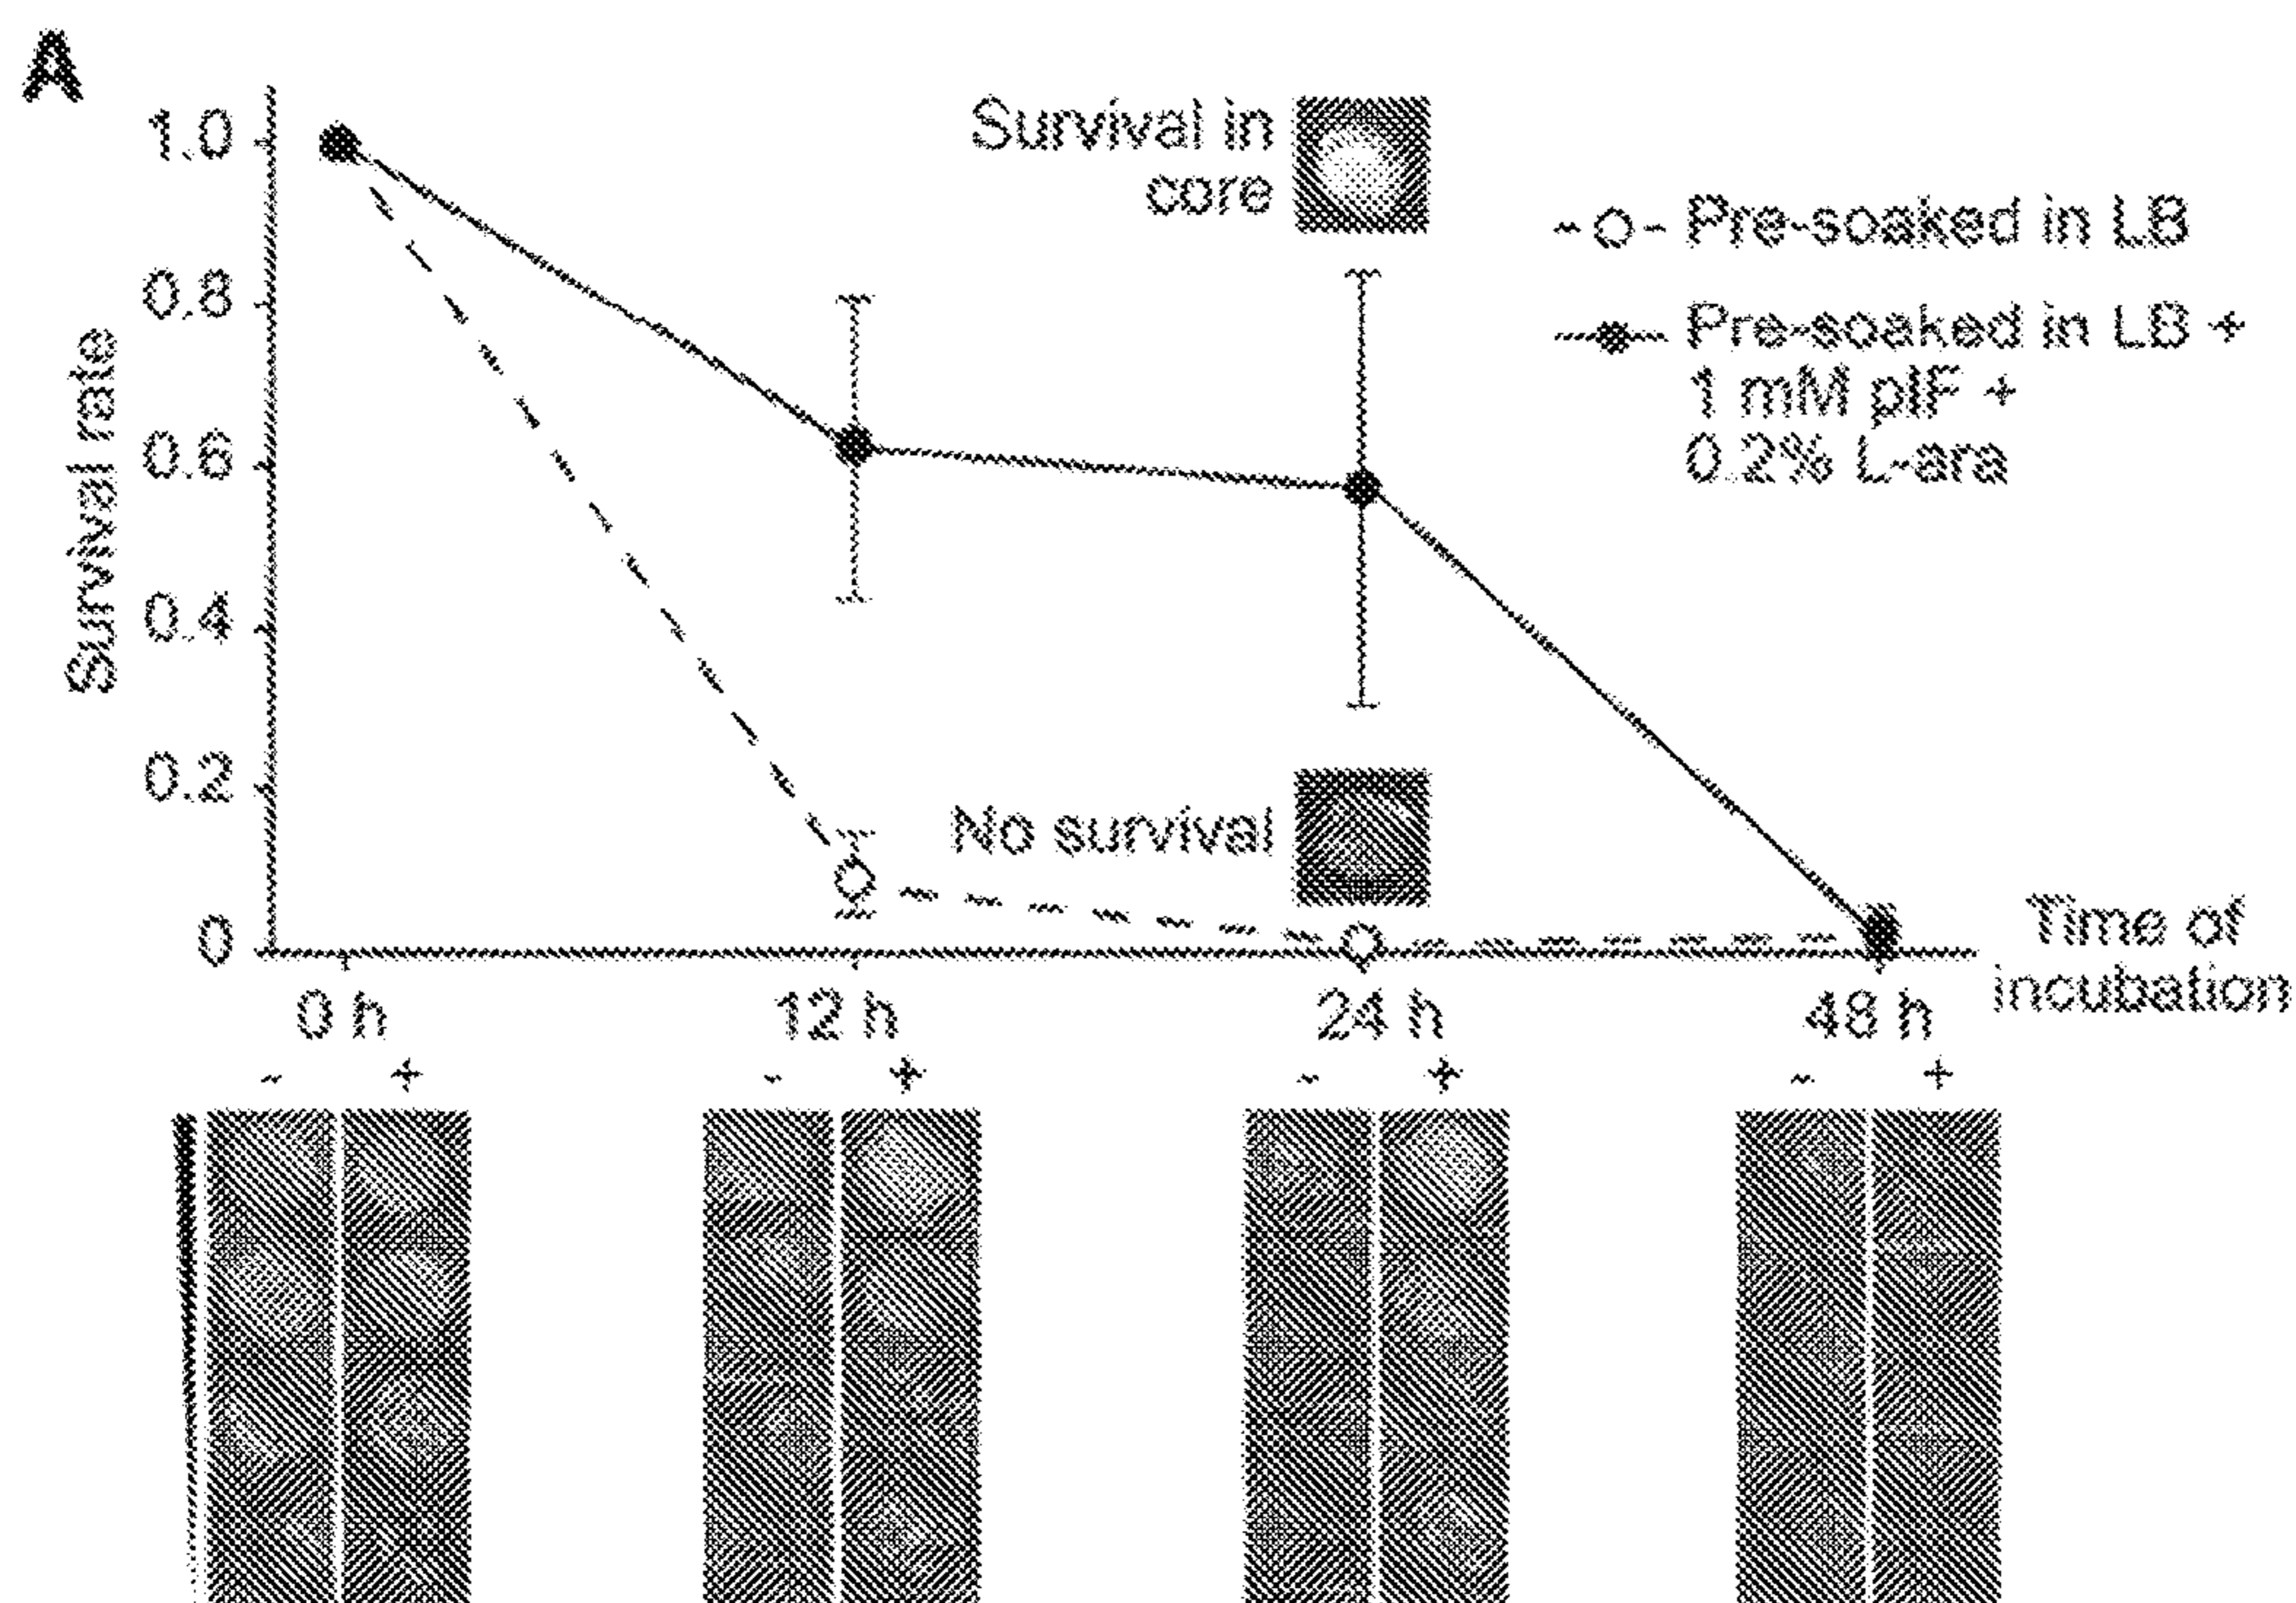 A
Survival rate
1.0
0.8
0.6
0.4
0.2
0
Survival in
core
No survival
Pre-soaked in LB
Pre-soaked in LB +
1 mM pIF +
0.2% L-ara
0 h
12 h
24 h
48 h
Time of
incubation
- +
- +
- +
- +